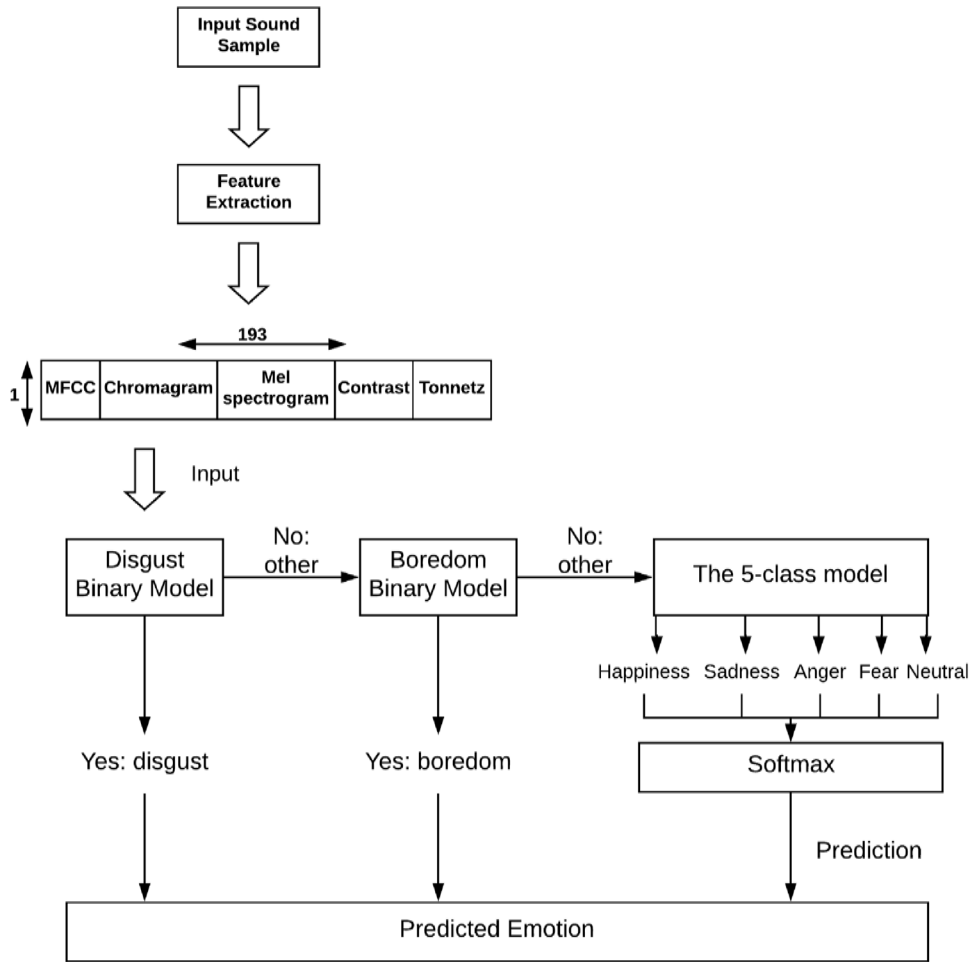 Input Sound
Sample
Feature
Extraction
193
1
MFCC
Chromagram
Mel
spectrogram
Contrast
Tonnetz
Input
Disgust
Binary Model
No:
other
Boredom
Binary Model
No:
other
The 5-class model
Happiness
Sadness
Anger
Fear
Neutral
Yes: disgust
Yes: boredom
Softmax
Prediction
Predicted Emotion